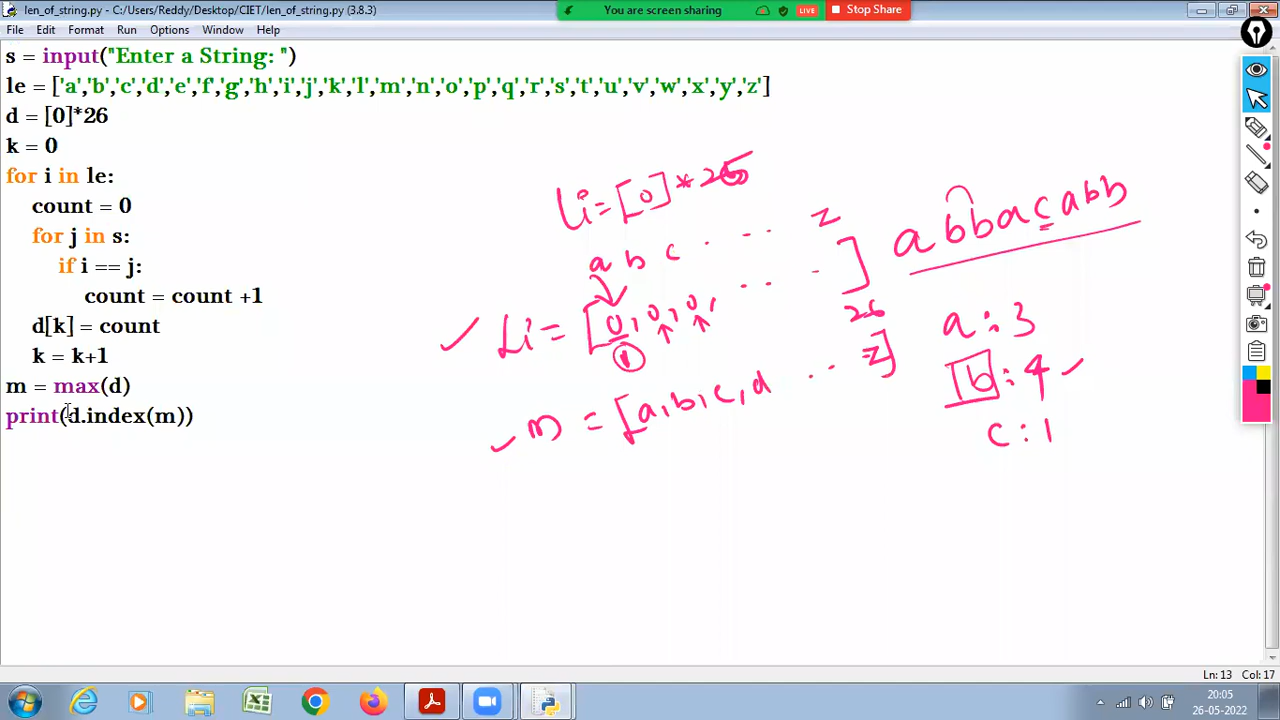 len_of_string.py - C:/Users/Reddy/Desktop/CIET/len_of_string.py (3.8.3)
You are screen sharing
LIVE
Stop Share
File Edit Format Run Options Window Help
s = input("Enter a String: ")
le = ['a','b','c','d','e','f','g','h','i','j','k','l','m','n','o','p','q','r','s','t','u','v','w','x','y','z']
d = [0]*26
k = 0
for i in le:
count = 0
for j in s:
if i == j:
count = count +1
d[k] = count
k = k+1
m = max(d)
print(d.index(m))
Li = [0] * 26
a b c . .. .. z
abbacabb
Li = [0, 0, 0, .. . ]
26
1
m = [a, b, c, d .. z]
a : 3
b : 4
c : 1
Ln: 13 Col: 17
20:05
26-05-2022